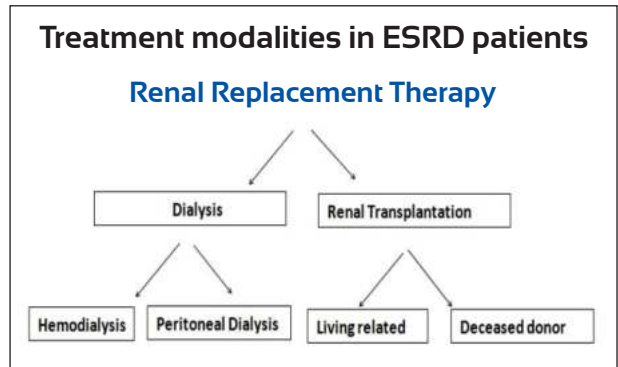 Treatment modalities in ESRD patients
Renal Replacement Therapy
Dialysis
Renal Transplantation
Hemodialysis
Peritoneal Dialysis
Living related
Deceased donor